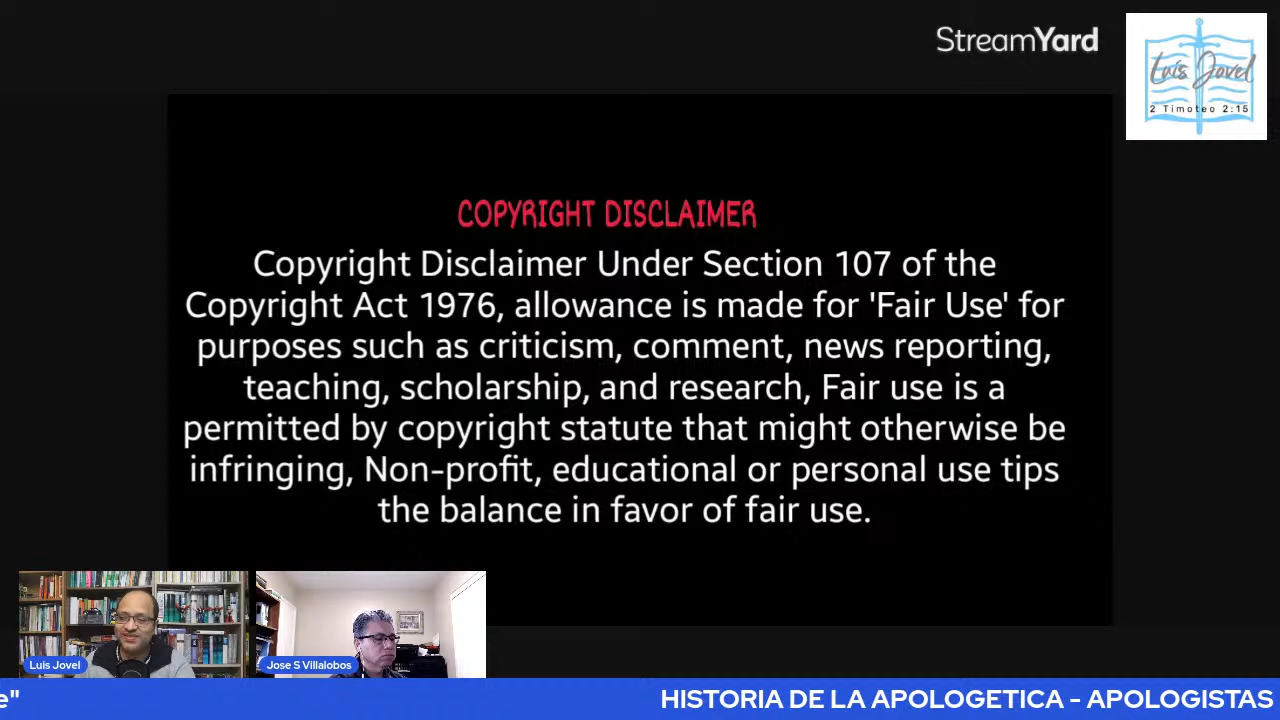 StreamYard
Luis Jovel
2 Timoteo 2:15
COPYRIGHT DISCLAIMER
Copyright Disclaimer Under Section 107 of the
Copyright Act 1976, allowance is made for 'Fair Use' for
purposes such as criticism, comment, news reporting,
teaching, scholarship, and research, Fair use is a
permitted by copyright statute that might otherwise be
infringing, Non-profit, educational or personal use tips
the balance in favor of fair use.
Luis Jovel
Jose S Villalobos
e" HISTORIA DE LA APOLOGETICA - APOLOGISTAS